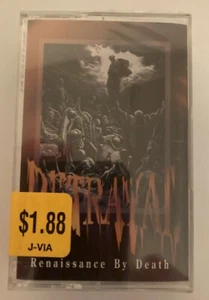 BETRAYAL
$1.88
J-VIA
Renaissance By Death